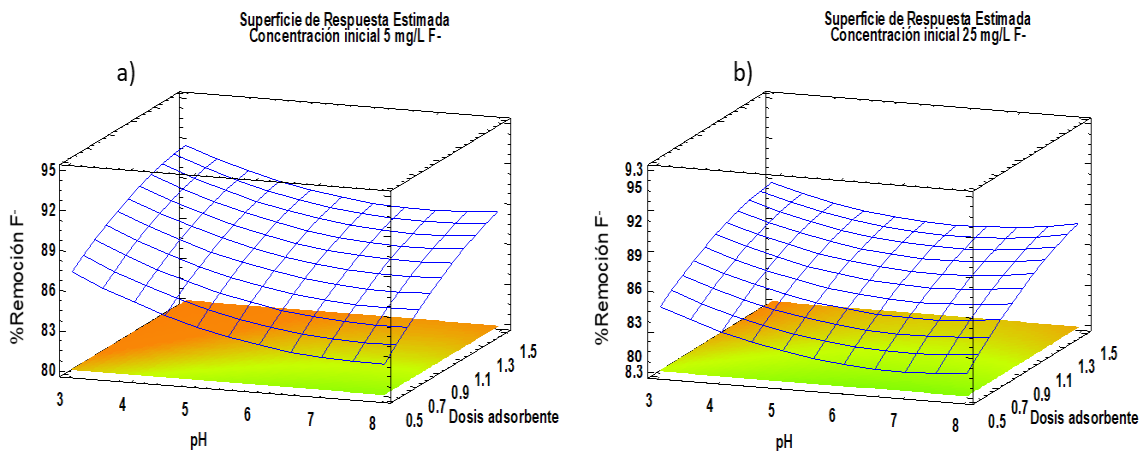 Superficie de Respuesta Estimada
Concentración inicial 5 mg/L F-
a)
95
92
89
86
83
80
%Remoción F-
3 4 5 6 7 8
pH
0.5 0.7 0.9 1.1 1.3 1.5
Dosis adsorbente
Superficie de Respuesta Estimada
Concentración inicial 25 mg/L F-
b)
9.3
95
92
89
86
83
80
8.3
%Remoción F-
3 4 5 6 7 8
pH
0.5 0.7 0.9 1.1 1.3 1.5
Dosis adsorbente